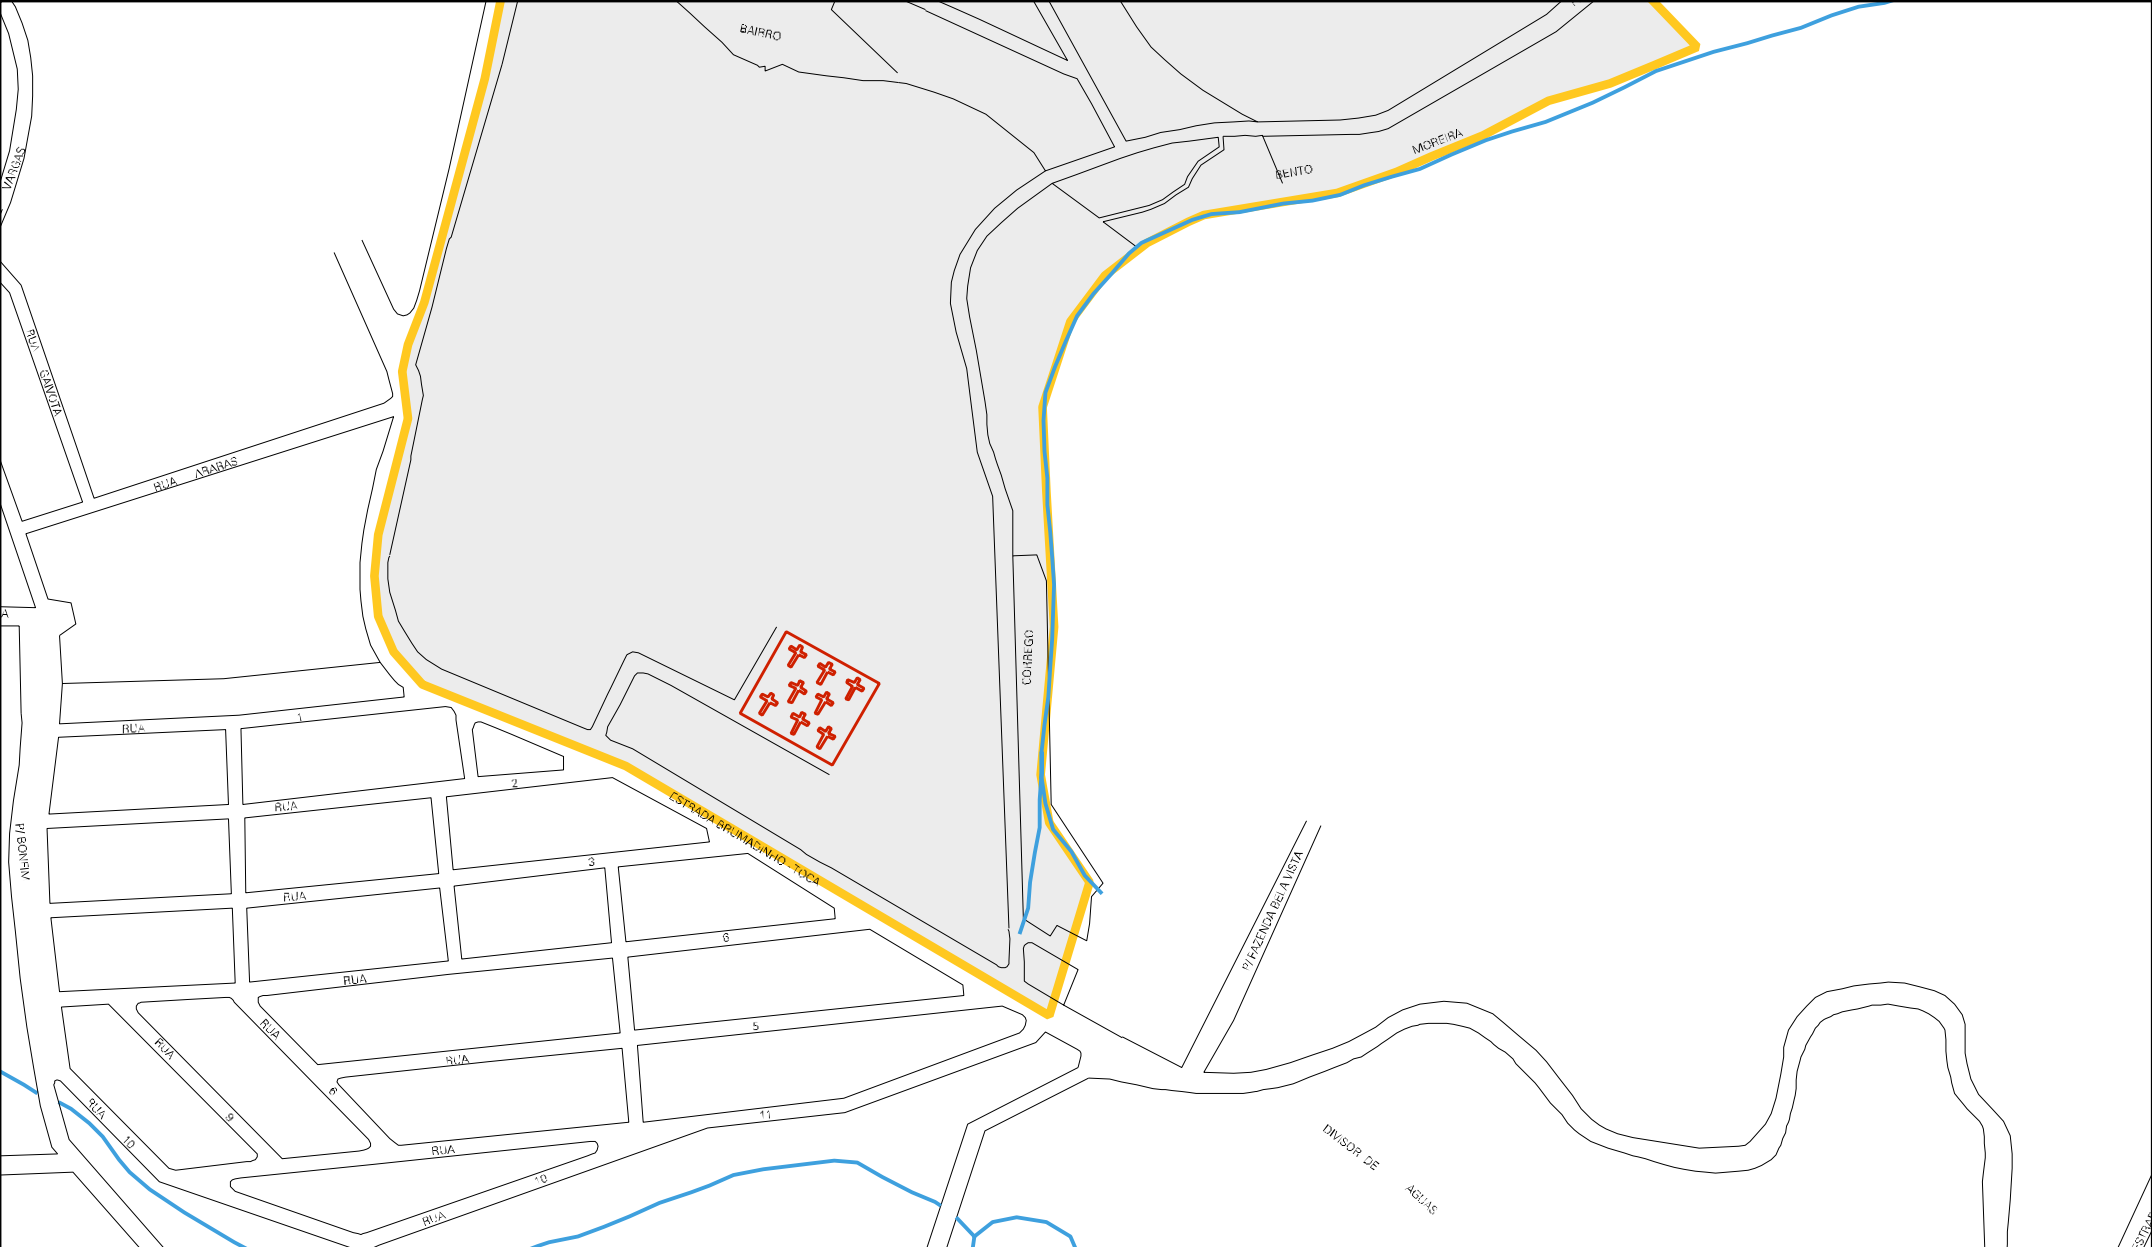 BAIRRO
MOREIRA
BENTO
VARGAS
RUA GAIVOTA
RUA ARARAS
A
CORREGO
RUA 1
RUA 2
ESTRADA BRUMADINHO - TOCA
P/ BONFIM
RUA 3
RUA 6
P/ FAZENDA BELA VISTA
RUA 5
RUA 9
RUA 6
RUA 10
RUA 11
RUA 10
DIVISOR DE
AGUAS